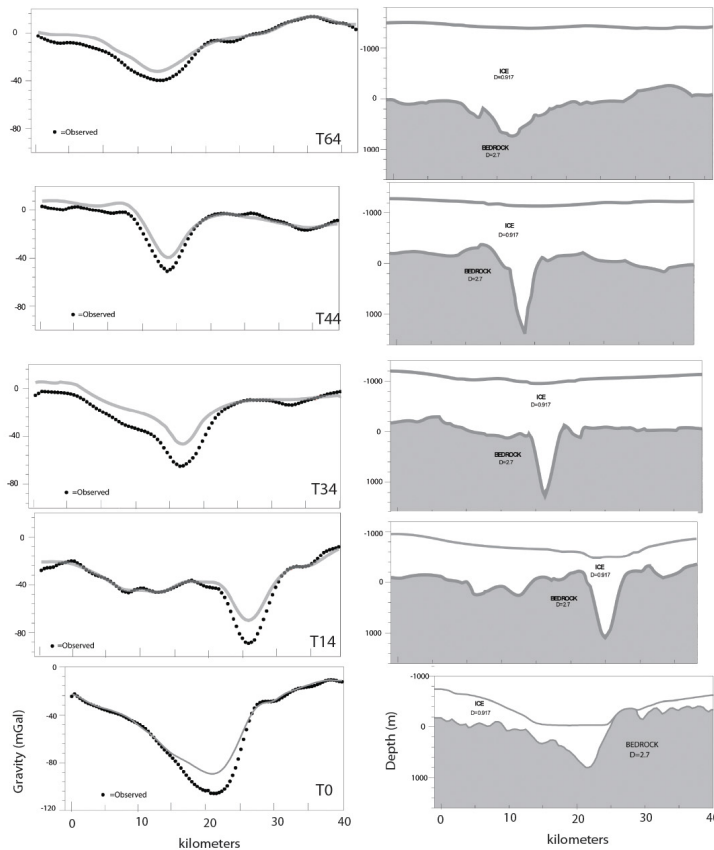 0
-40
-80
• =Observed
T64
-1000
0
1000
ICE
D=0.917
BEDROCK
D=2.7
0
-40
-80
• =Observed
T44
-1000
0
1000
ICE
D=0.917
BEDROCK
D=2.7
0
-40
-80
• =Observed
T34
-1000
0
1000
ICE
D=0.917
BEDROCK
D=2.7
0
-40
-80
• =Observed
T14
-1000
0
1000
ICE
D=0.917
BEDROCK
D=2.7
Gravity (mGal)
0
-40
-80
-120
• =Observed
T0
0 10 20 30 40
kilometers
Depth (m)
-1000
0
1000
ICE
D=0.917
BEDROCK
D=2.7
0 10 20 30 40
kilometers